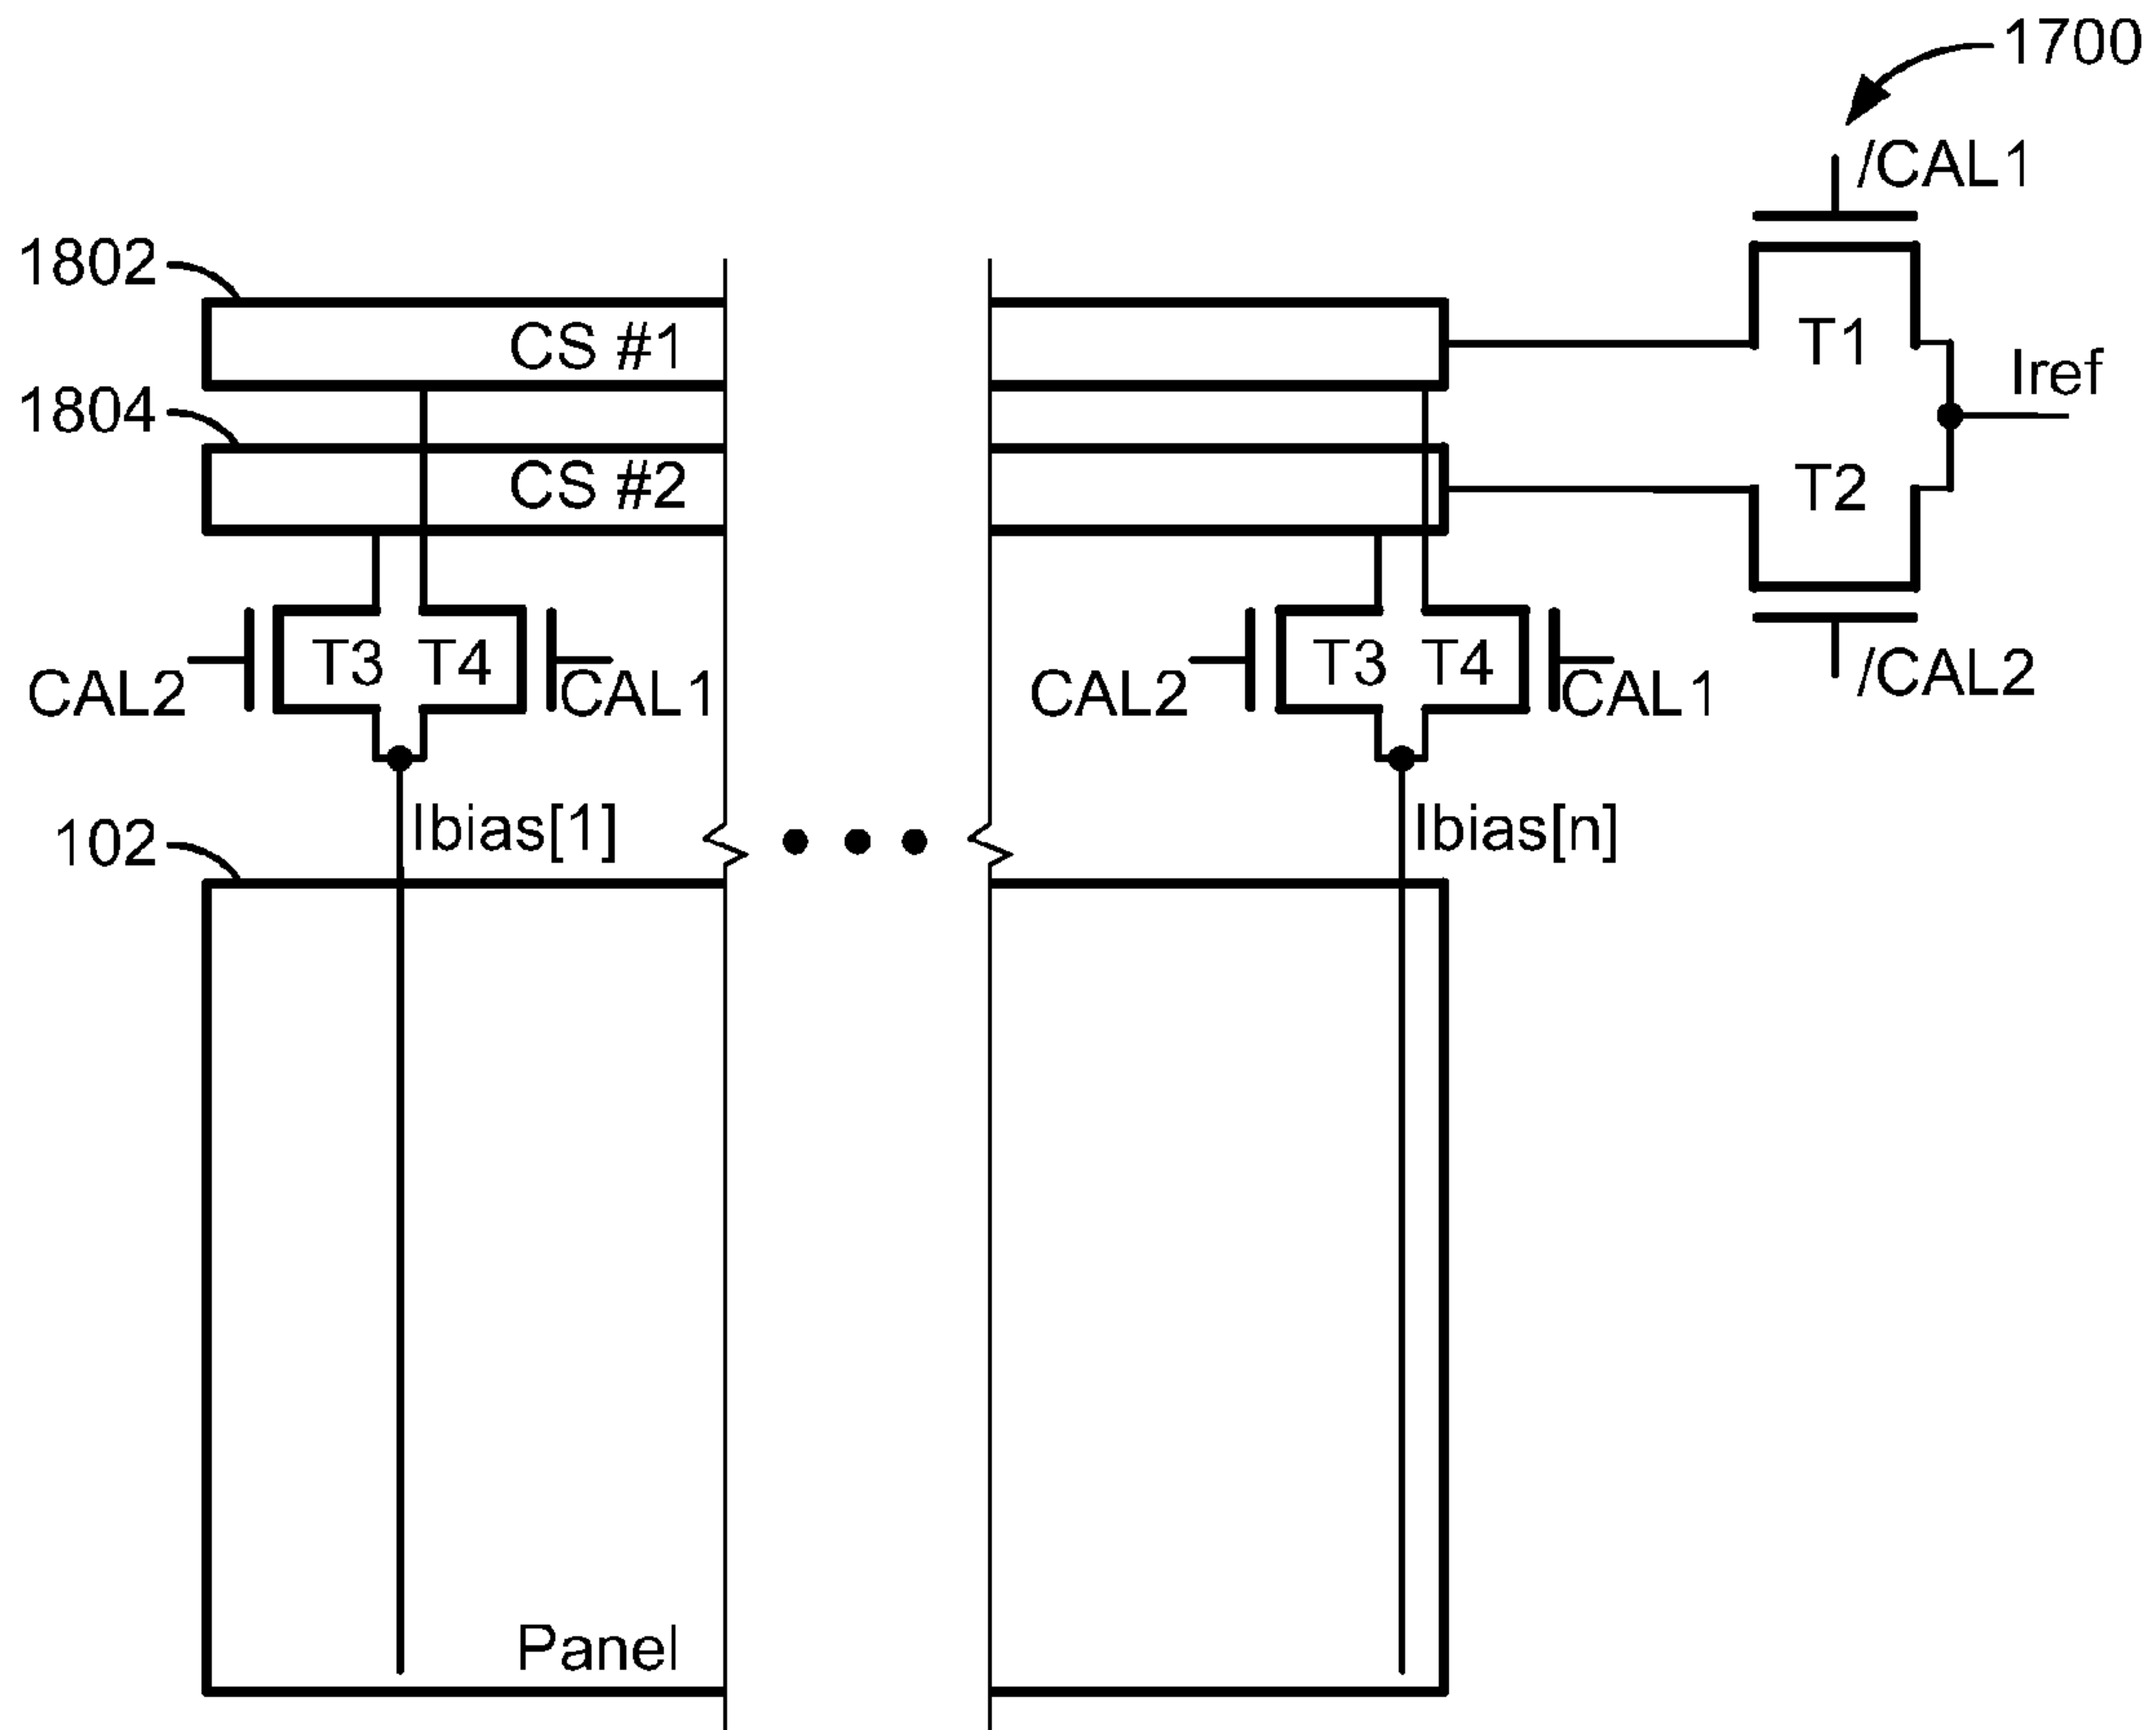 1700
/CAL1
1802
CS #1
T1
Iref
1804
CS #2
T2
T3 T4
CAL2
CAL1
T3 T4
CAL2
CAL1
/CAL2
102
Ibias[1]
Ibias[n]
Panel